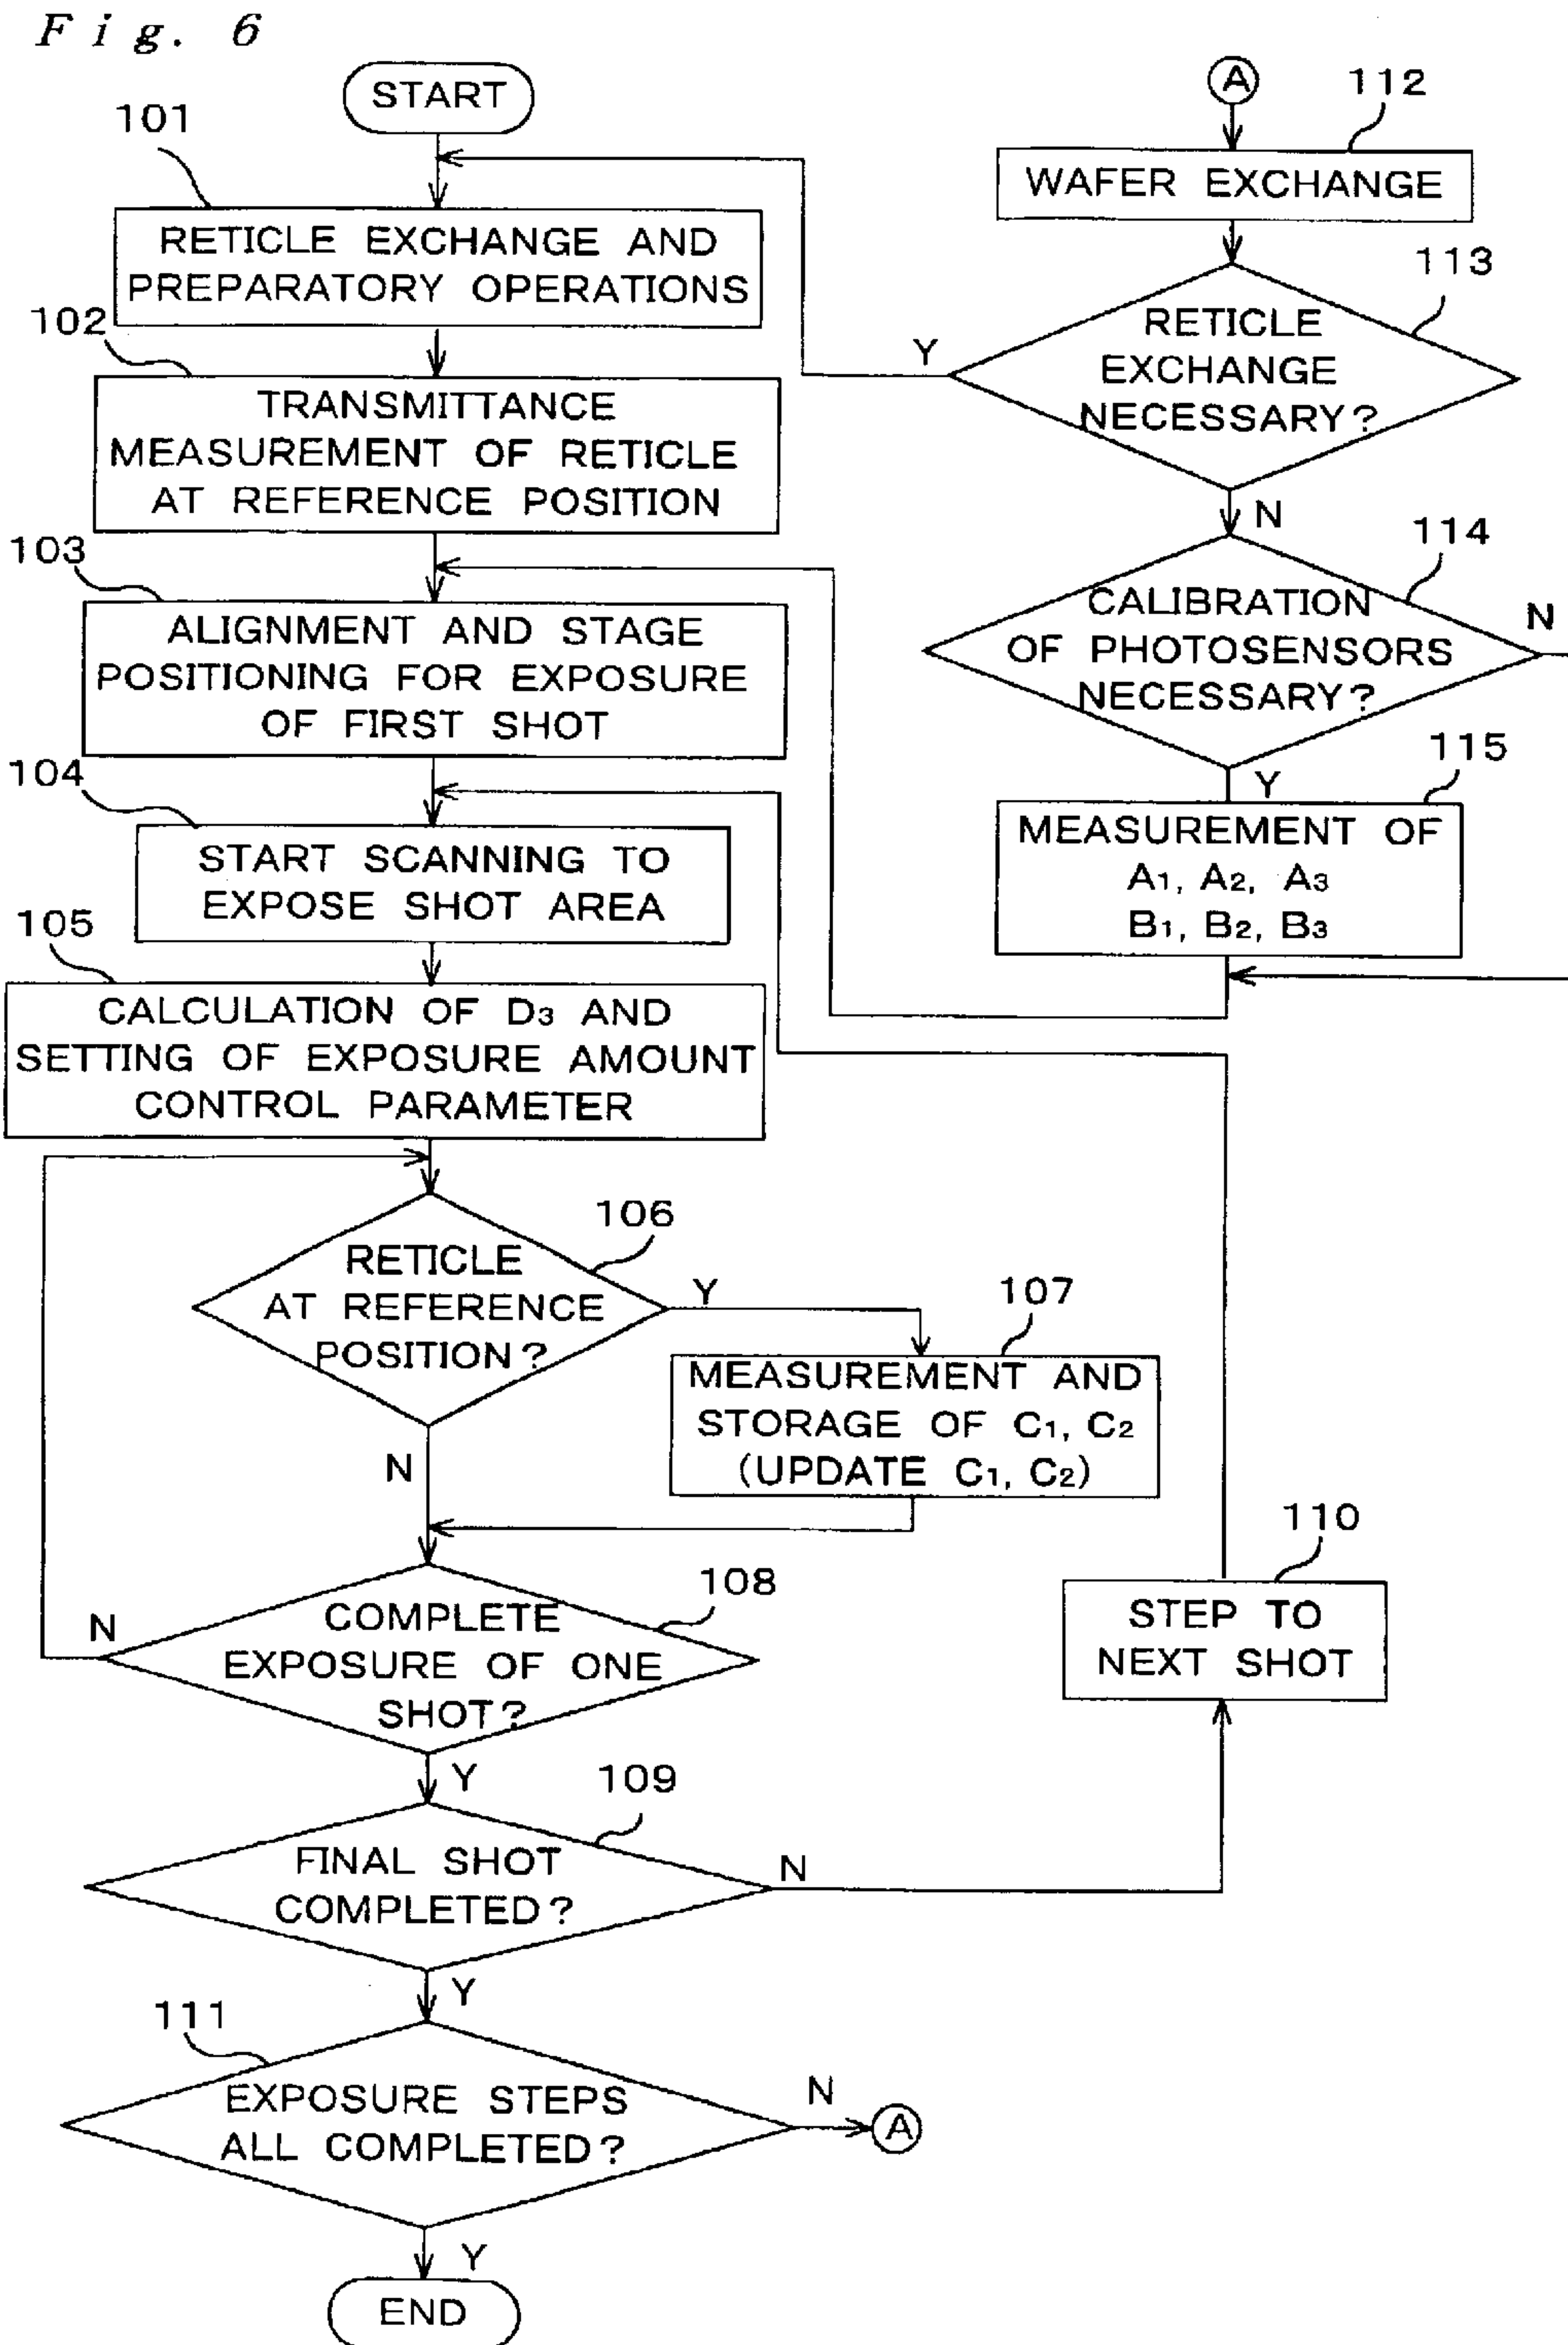 Fig. 6
START
101
RETICLE EXCHANGE AND
PREPARATORY OPERATIONS
102
TRANSMITTANCE
MEASUREMENT OF RETICLE
AT REFERENCE POSITION
103
ALIGNMENT AND STAGE
POSITIONING FOR EXPOSURE
OF FIRST SHOT
104
START SCANNING TO
EXPOSE SHOT AREA
105
CALCULATION OF D3 AND
SETTING OF EXPOSURE AMOUNT
CONTROL PARAMETER
106
RETICLE
AT REFERENCE
POSITION?
Y
N
107
MEASUREMENT AND
STORAGE OF C1, C2
(UPDATE C1, C2)
108
COMPLETE
EXPOSURE OF ONE
SHOT?
N
Y
109
FINAL SHOT
COMPLETED?
N
Y
110
STEP TO
NEXT SHOT
111
EXPOSURE STEPS
ALL COMPLETED?
N
A
Y
END
A
112
WAFER EXCHANGE
113
RETICLE
EXCHANGE
NECESSARY?
Y
N
114
CALIBRATION
OF PHOTOSENSORS
NECESSARY?
N
Y
115
MEASUREMENT OF
A1, A2, A3
B1, B2, B3